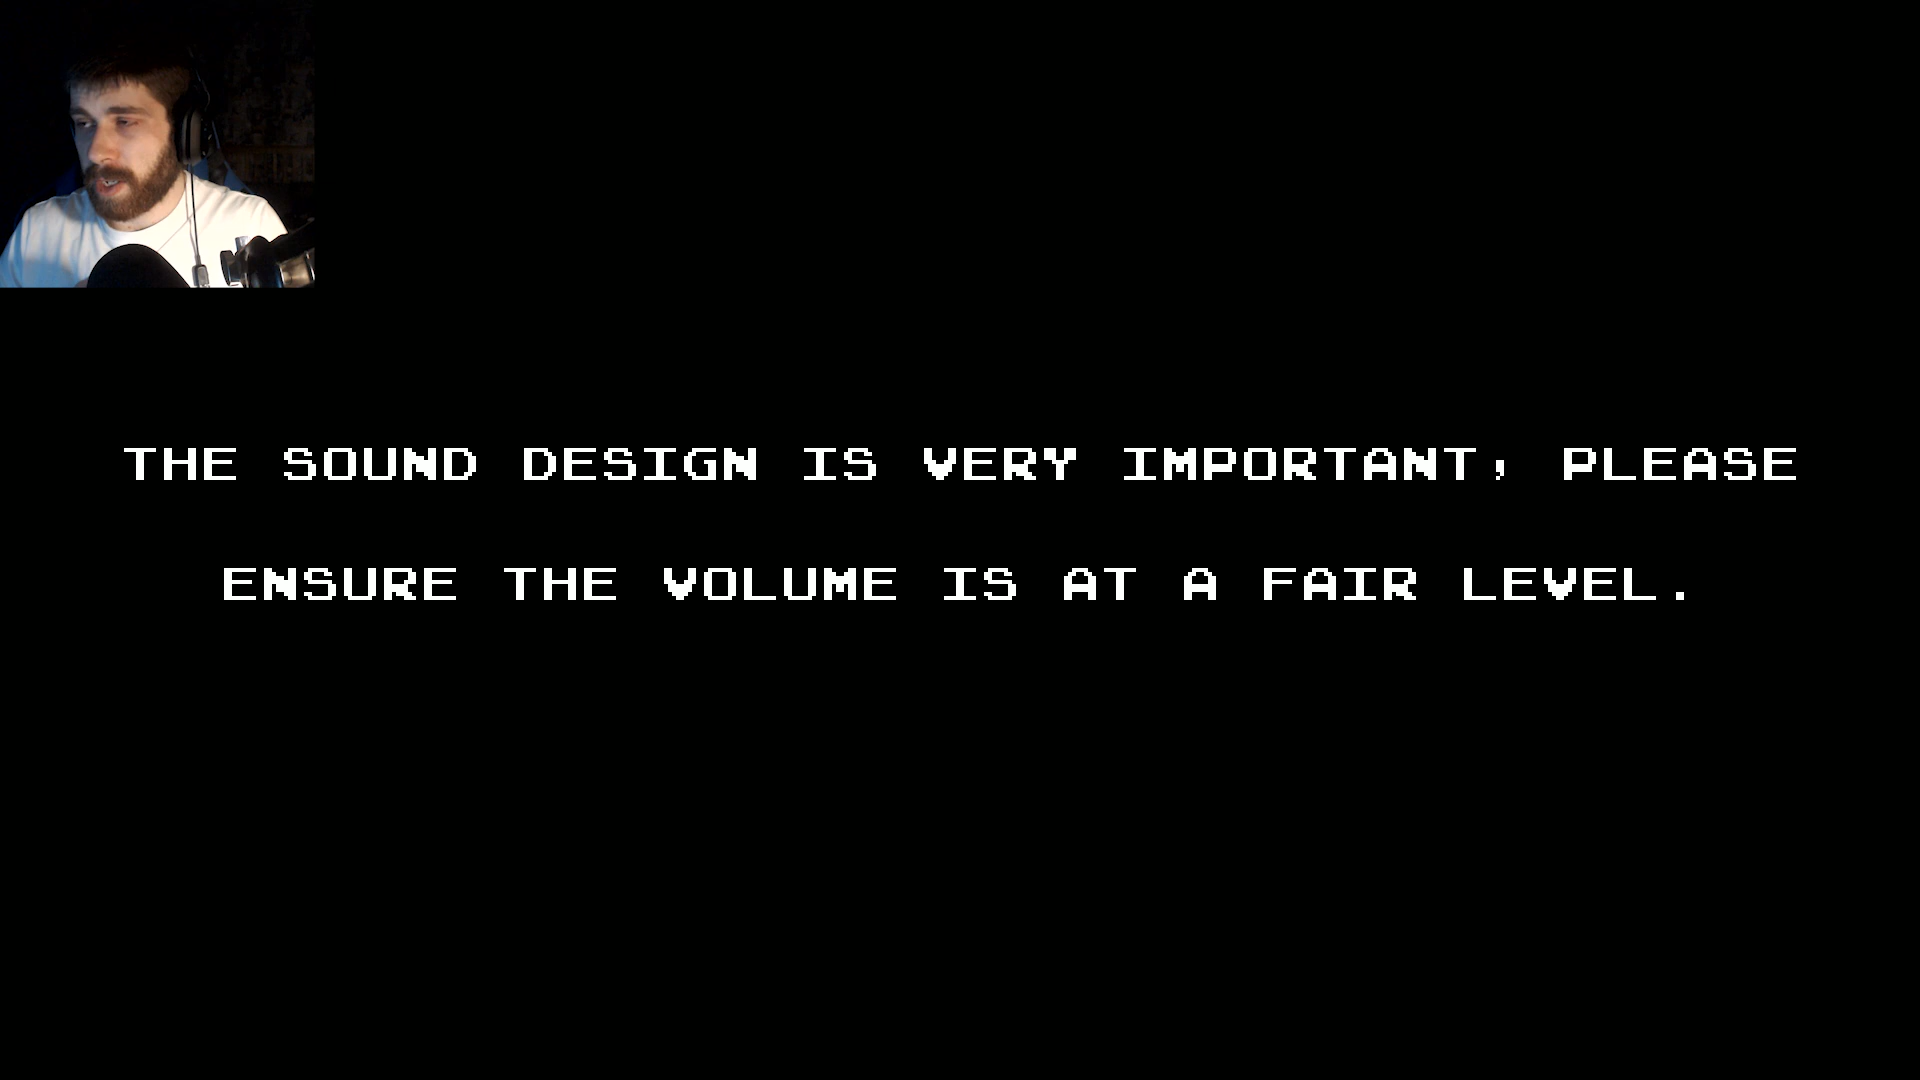 THE SOUND DESIGN IS VERY IMPORTANT, PLEASE
ENSURE THE VOLUME IS AT A FAIR LEVEL.